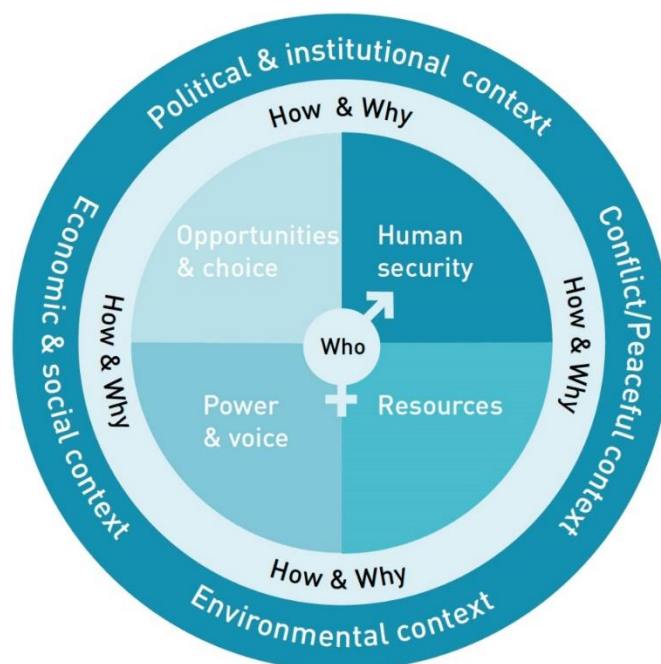 Political & institutional context
How & Why
Economic & social context
How & Why
Opportunities
& choice
Human
security
Who
Power
& voice
Resources
How & Why
Conflict/Peaceful context
How & Why
Environmental context